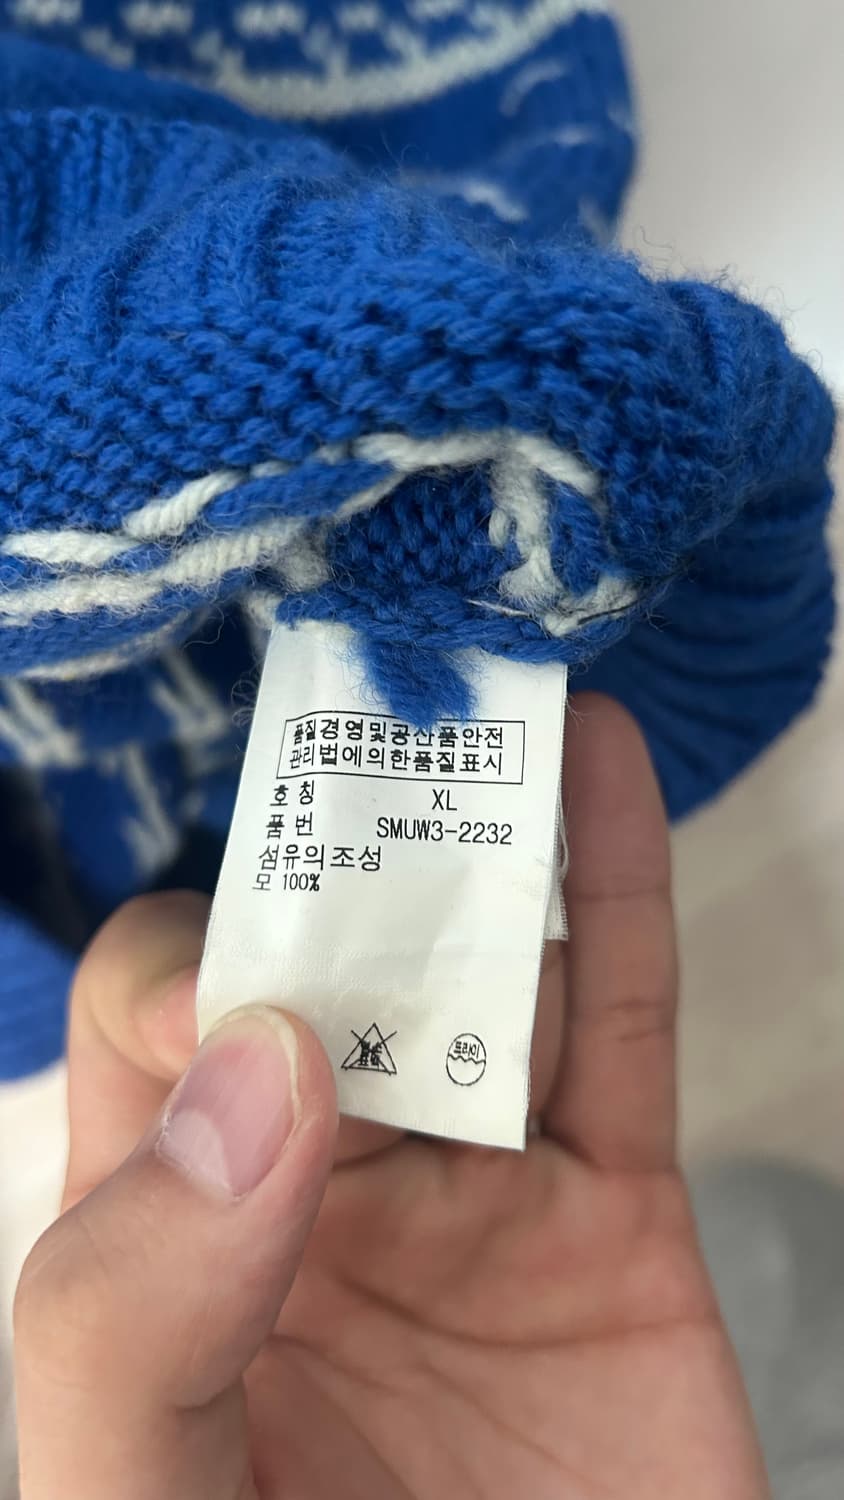 품질경영및공산품안전
관리법에의한품질표시
호칭 XL
품번 SMUW3-2232
섬유의조성
모 100%
드라이